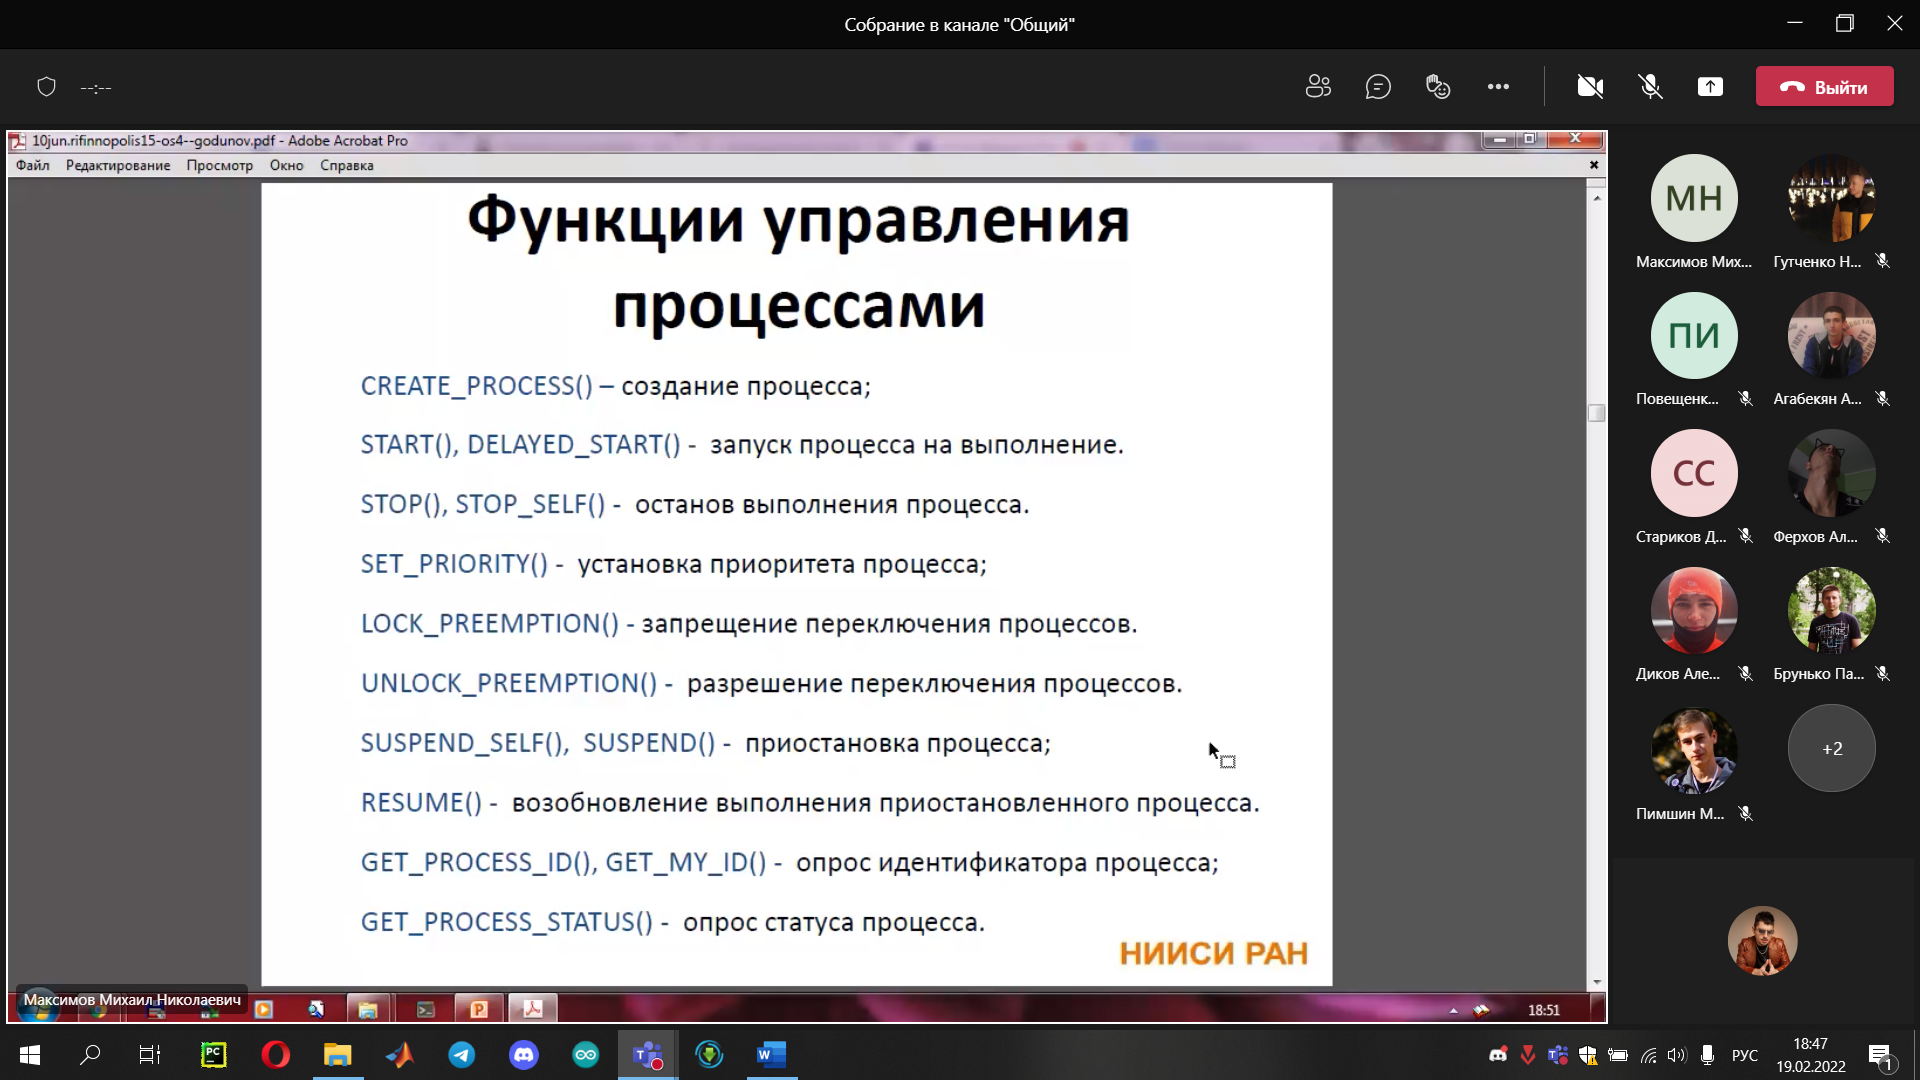 Собрание в канале "Общий"
--:--
Выйти
10jun.rifinnopolis15-os4--godunov.pdf - Adobe Acrobat Pro
Файл Редактирование Просмотр Окно Справка
Функции управления
процессами
CREATE_PROCESS() – создание процесса;
START(), DELAYED_START() - запуск процесса на выполнение.
STOP(), STOP_SELF() - останов выполнения процесса.
SET_PRIORITY() - установка приоритета процесса;
LOCK_PREEMPTION() - запрещение переключения процессов.
UNLOCK_PREEMPTION() - разрешение переключения процессов.
SUSPEND_SELF(), SUSPEND() - приостановка процесса;
RESUME() - возобновление выполнения приостановленного процесса.
GET_PROCESS_ID(), GET_MY_ID() - опрос идентификатора процесса;
GET_PROCESS_STATUS() - опрос статуса процесса.
НИИСИ РАН
Максимов Михаил Николаевич
18:51
МН
Максимов Мих... Гутченко Н...
ПИ
Повещенк... Агабекян А...
СС
Стариков Д... Ферхов Ал...
Диков Але... Брунько Па...
+2
Пимшин М...
РУС
18:47
19.02.2022
1